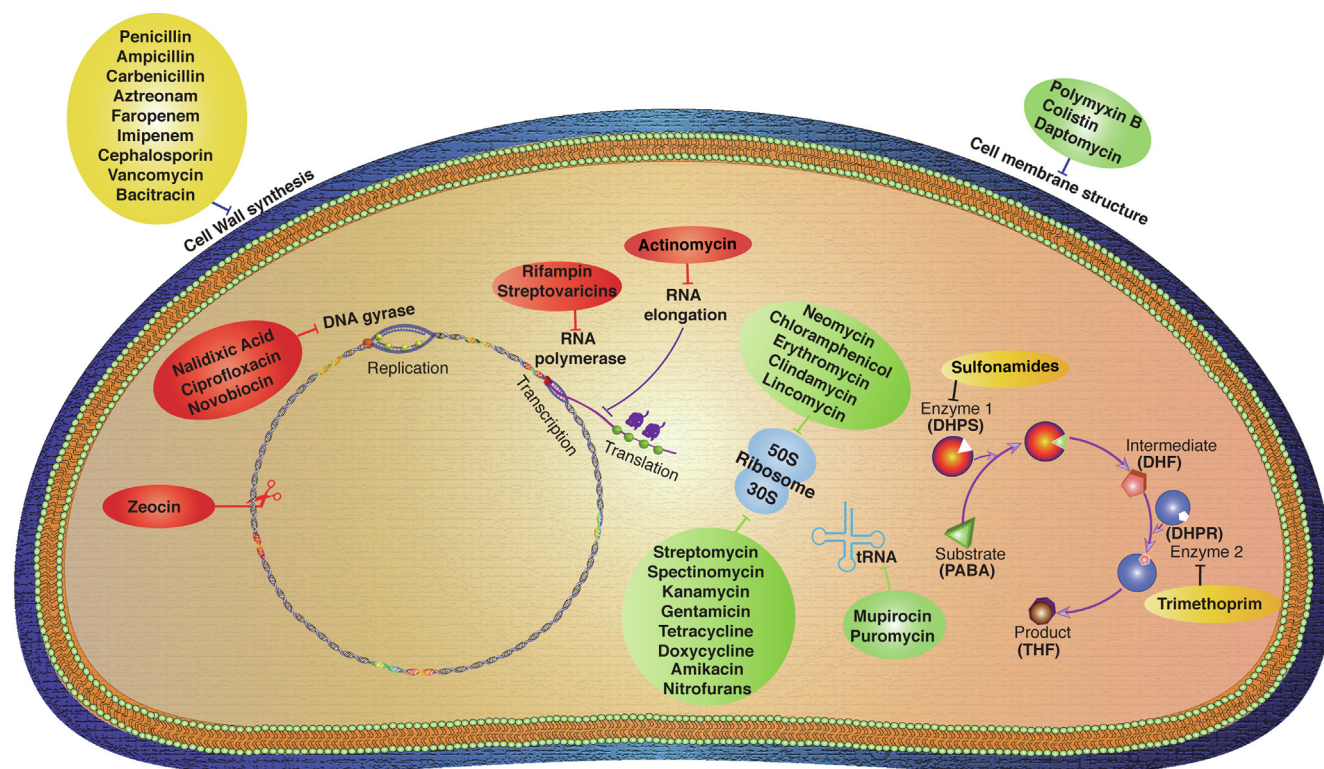 Penicillin
Ampicillin
Carbenicillin
Aztreonam
Faropenem
Imipenem
Cephalosporin
Vancomycin
Bacitracin
Cell Wall synthesis
Polymyxin B
Colistin
Daptomycin
Cell membrane structure
Actinomycin
RNA
elongation
Rifampin
Streptovaricins
RNA
polymerase
Nalidixic Acid
Ciprofloxacin
Novobiocin
DNA gyrase
Replication
Transcription
Translation
Zeocin
Neomycin
Chloramphenicol
Erythromycin
Clindamycin
Lincomycin
50S
Ribosome
30S
Streptomycin
Spectinomycin
Kanamycin
Gentamicin
Tetracycline
Doxycycline
Amikacin
Nitrofurans
tRNA
Mupirocin
Puromycin
Sulfonamides
Enzyme 1
(DHPS)
Substrate
(PABA)
Intermediate
(DHF)
(DHPR)
Enzyme 2
Trimethoprim
Product
(THF)